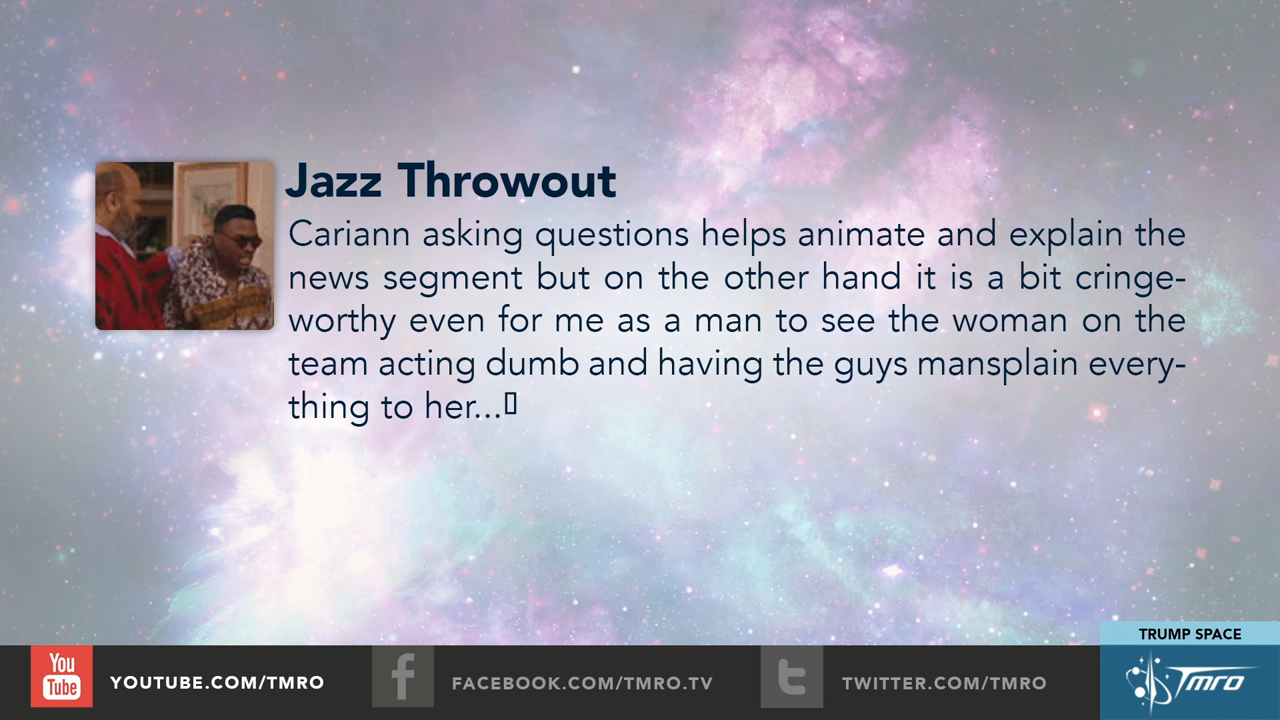 Jazz Throwout
Cariann asking questions helps animate and explain the
news segment but on the other hand it is a bit cringe-
worthy even for me as a man to see the woman on the
team acting dumb and having the guys mansplain every-
thing to her...
TRUMP SPACE
You
Tube
YOUTUBE.COM/TMRO
f
FACEBOOK.COM/TMRO.TV
t
TWITTER.COM/TMRO
Tmro